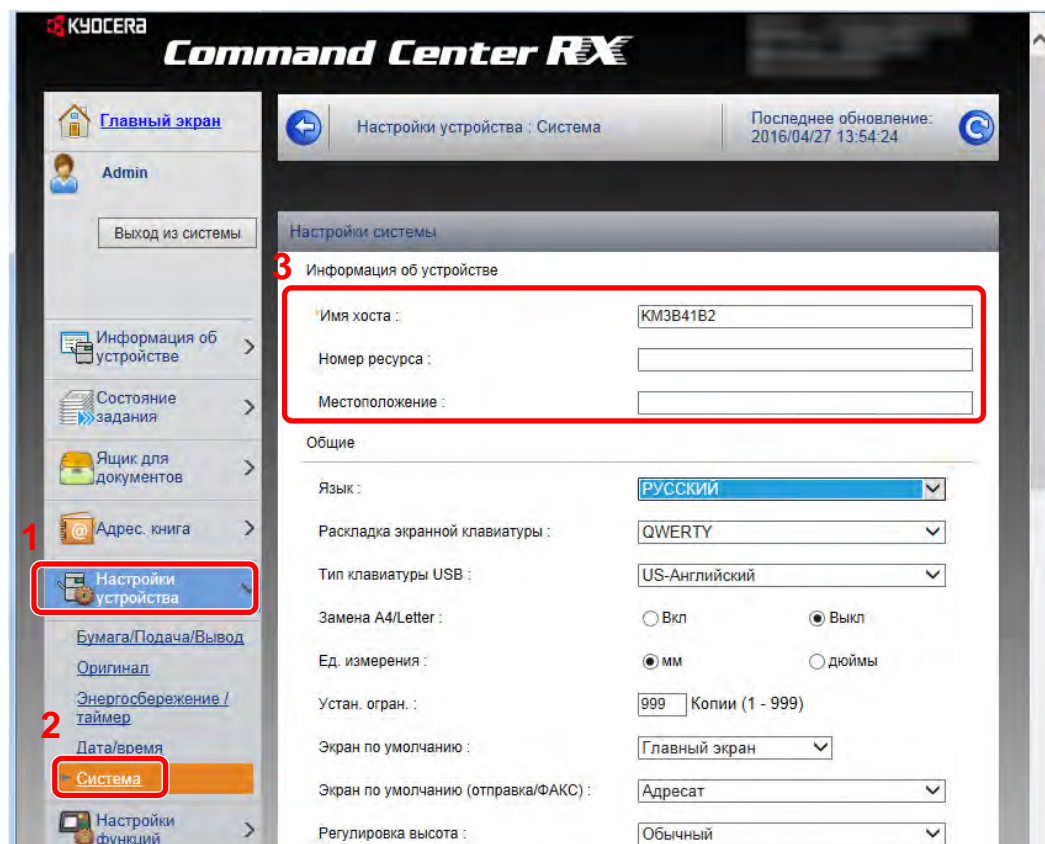 KYOCERA
Command Center RX
Главный экран
Admin
Выход из системы
Информация об
устройстве
Состояние
задания
Ящик для
документов
1
Адрес. книга
Настройки
устройства
Бумага/Подача/Вывод
Оригинал
Энергосбережение /
таймер
2
Дата/время
Система
Настройки
функций
Настройки устройства : Система
Последнее обновление:
2016/04/27 13:54:24
Настройки системы
3
Информация об устройстве
*Имя хоста : KM3B41B2
Номер ресурса :
Местоположение :
Общие
Язык : РУССКИЙ
Раскладка экранной клавиатуры : QWERTY
Тип клавиатуры USB : US-Английский
Замена A4/Letter : Вкл Выкл
Ед. измерения : мм дюймы
Устан. огран. : 999 Копии (1 - 999)
Экран по умолчанию : Главный экран
Экран по умолчанию (отправка/ФАКС) : Адресат
Регулировка высота : Обычный